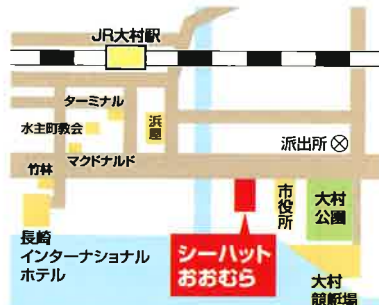 JR大村駅
ターミナル
水主町教会
浜屋
マクドナルド
竹林
派出所
市役所
大村
公園
長崎
インターナショナル
ホテル
シーハット
おおむら
大村
競艇場